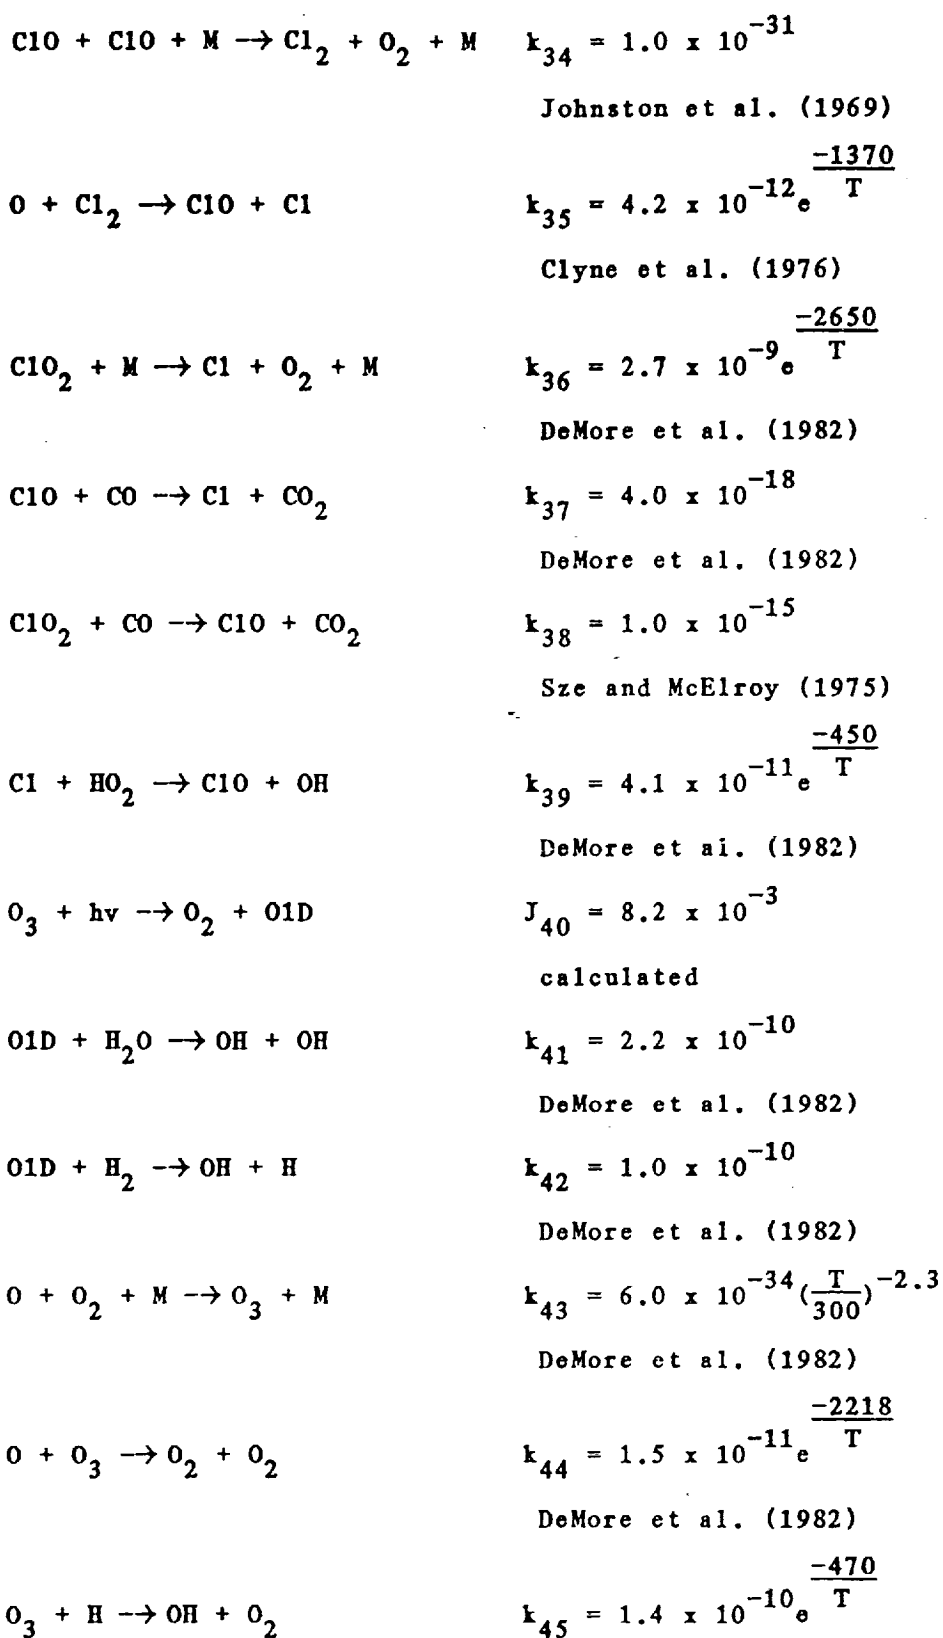 ClO + ClO + M → Cl₂ + O₂ + M k₃₄ = 1.0 x 10⁻³¹
Johnston et al. (1969)
O + Cl₂ → ClO + Cl k₃₅ = 4.2 x 10⁻¹² e^(-1370/T)
Clyne et al. (1976)
ClO₂ + M → Cl + O₂ + M k₃₆ = 2.7 x 10⁻⁹ e^(-2650/T)
DeMore et al. (1982)
ClO + CO → Cl + CO₂ k₃₇ = 4.0 x 10⁻¹⁸
DeMore et al. (1982)
ClO₂ + CO → ClO + CO₂ k₃₈ = 1.0 x 10⁻¹⁵
Sze and McElroy (1975)
Cl + HO₂ → ClO + OH k₃₉ = 4.1 x 10⁻¹¹ e^(-450/T)
DeMore et ai. (1982)
O₃ + hv → O₂ + O1D J₄₀ = 8.2 x 10⁻³
calculated
O1D + H₂O → OH + OH k₄₁ = 2.2 x 10⁻¹⁰
DeMore et al. (1982)
O1D + H₂ → OH + H k₄₂ = 1.0 x 10⁻¹⁰
DeMore et al. (1982)
O + O₂ + M → O₃ + M k₄₃ = 6.0 x 10⁻³⁴ (T/300)^-2.3
DeMore et al. (1982)
O + O₃ → O₂ + O₂ k₄₄ = 1.5 x 10⁻¹¹ e^(-2218/T)
DeMore et al. (1982)
O₃ + H → OH + O₂ k₄₅ = 1.4 x 10⁻¹⁰ e^(-470/T)